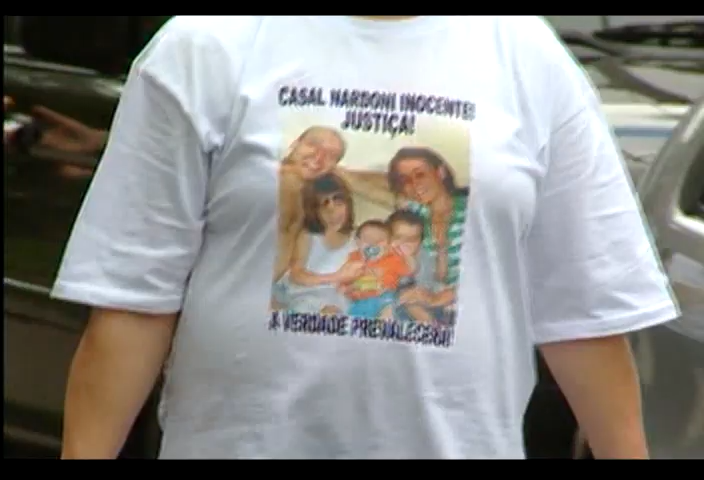 CASAL NARDONI INOCENTE!
JUSTIÇA!
A VERDADE PREVALECERÁ!